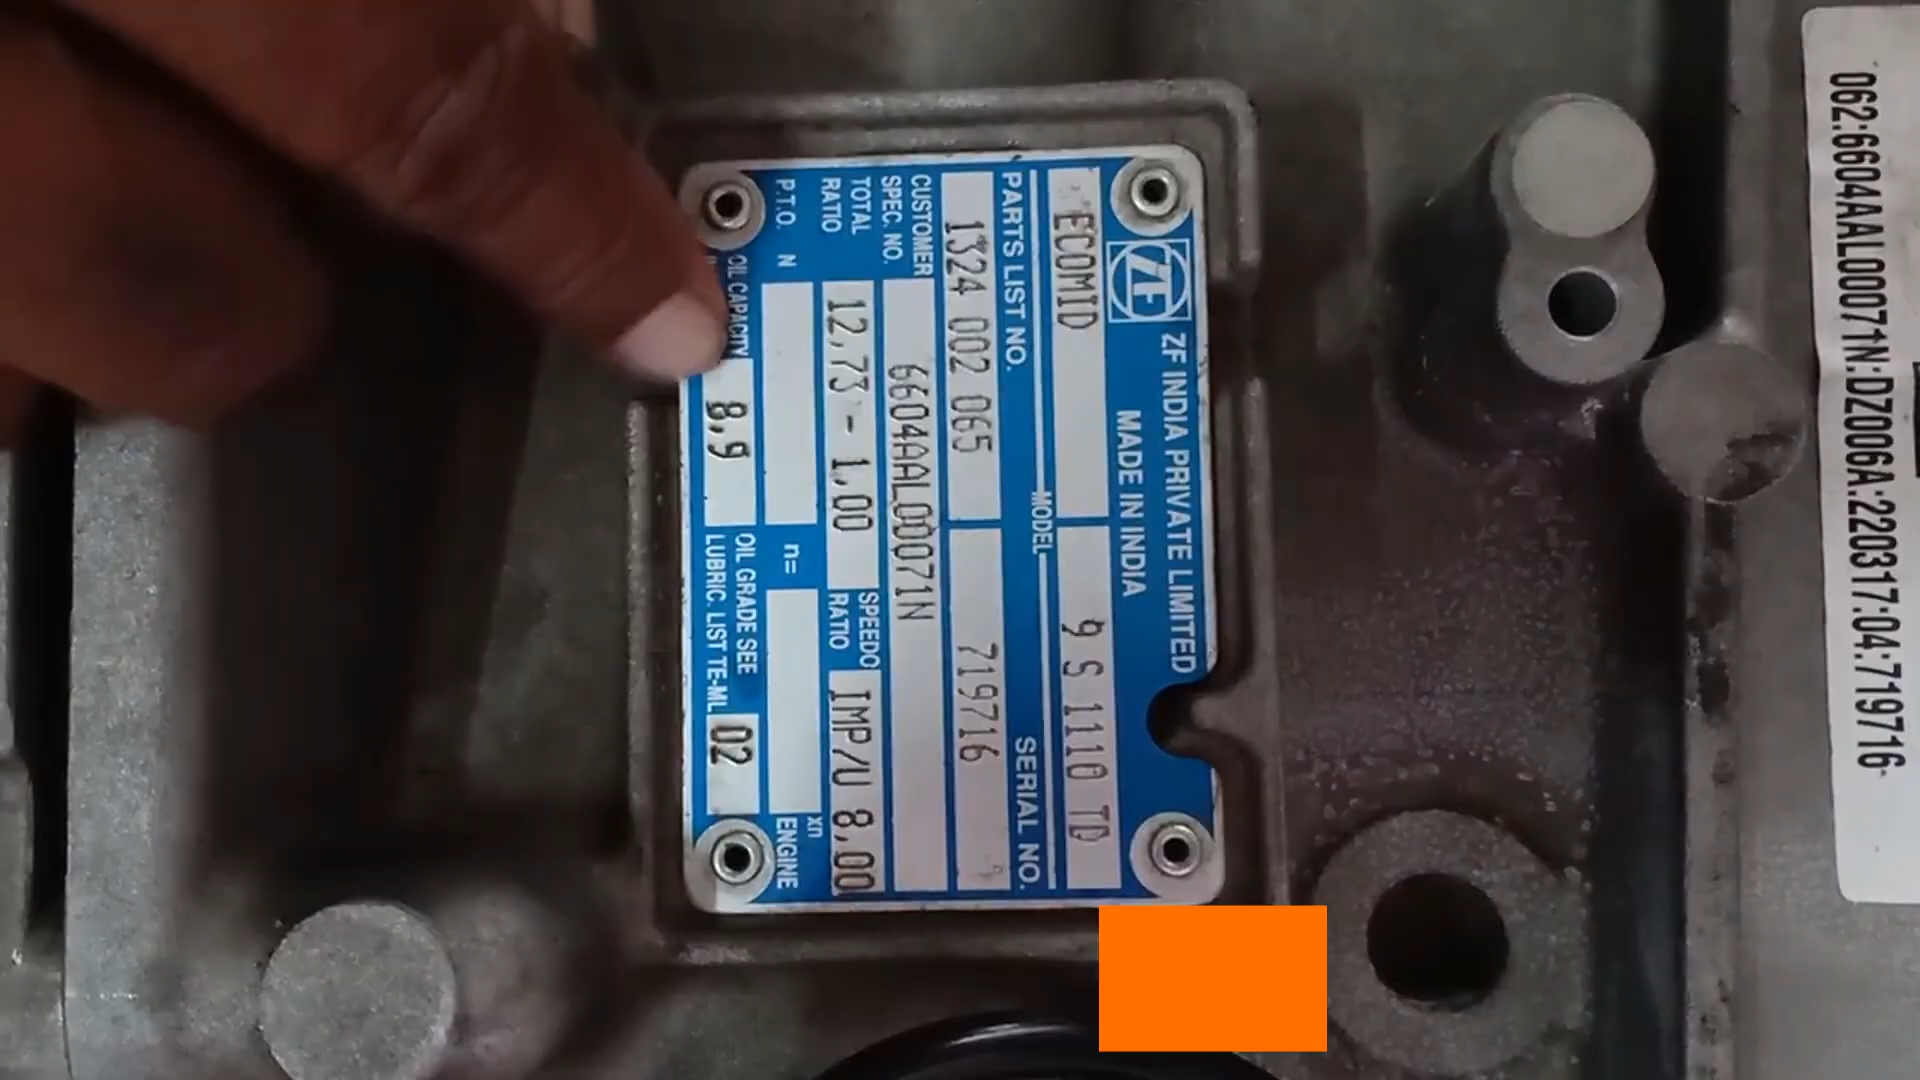 ZF
ZF INDIA PRIVATE LIMITED
MADE IN INDIA
MODEL
ECOMID 9 S 1110 TD
PARTS LIST NO. SERIAL NO.
1324 002 065 719716
CUSTOMER SPEC. NO. 6604AAL00071N
TOTAL RATIO 12,73 - 1,00 SPEEDO RATIO IMP/U 8,00
P.T.O. N n= xn ENGINE
OIL CAPACITY 8,9 OIL GRADE SEE LUBRIC. LIST TE-ML 02
062:6604AAL00071N:DZ006A:220317:04:719716